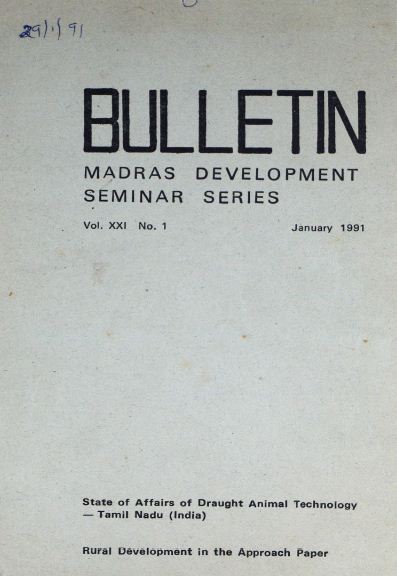 29/1/91
BULLETIN
MADRAS DEVELOPMENT
SEMINAR SERIES
Vol. XXI No. 1 January 1991
State of Affairs of Draught Animal Technology
— Tamil Nadu (India)
Rural Development in the Approach Paper